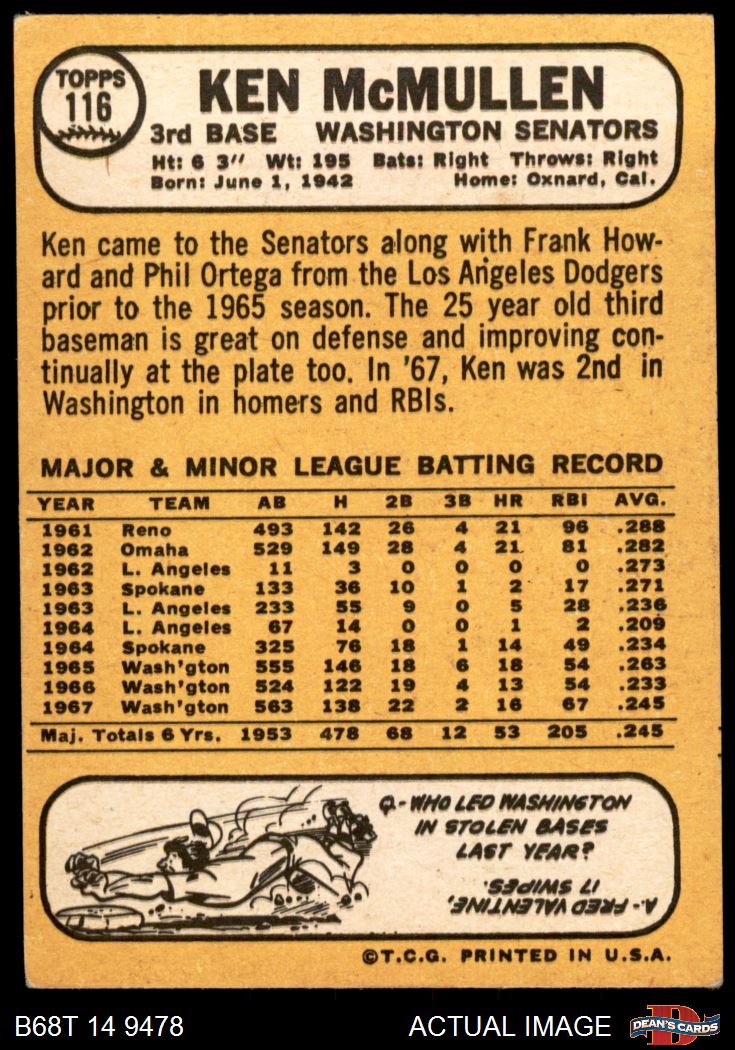 TOPPS
116
KEN McMULLEN
3rd BASE WASHINGTON SENATORS
Ht: 6 3" Wt: 195 Bats: Right Throws: Right
Born: June 1, 1942 Home: Oxnard, Cal.
Ken came to the Senators along with Frank How-
ard and Phil Ortega from the Los Angeles Dodgers
prior to the 1965 season. The 25 year old third
baseman is great on defense and improving con-
tinually at the plate too. In '67, Ken was 2nd in
Washington in homers and RBIs.
MAJOR & MINOR LEAGUE BATTING RECORD
YEAR TEAM AB H 2B 3B HR RBI AVG.
1961 Reno 493 142 26 4 21 96 .288
1962 Omaha 529 149 28 4 21 81 .282
1962 L. Angeles 11 3 0 0 0 0 .273
1963 Spokane 133 36 10 1 2 17 .271
1963 L. Angeles 233 55 9 0 5 28 .236
1964 L. Angeles 67 14 0 0 1 2 .209
1964 Spokane 325 76 18 1 14 49 .234
1965 Wash'gton 555 146 18 6 18 54 .263
1966 Wash'gton 524 122 19 4 13 54 .233
1967 Wash'gton 563 138 22 2 16 67 .245
Maj. Totals 6 Yrs. 1953 478 68 12 53 205 .245
Q-WHO LED WASHINGTON
IN STOLEN BASES
LAST YEAR?
A-FRED VALENTINE,
17 SWIPES.
©T.C.G. PRINTED IN U.S.A.
B68T 14 9478 ACTUAL IMAGE
D
DEAN'S CARDS